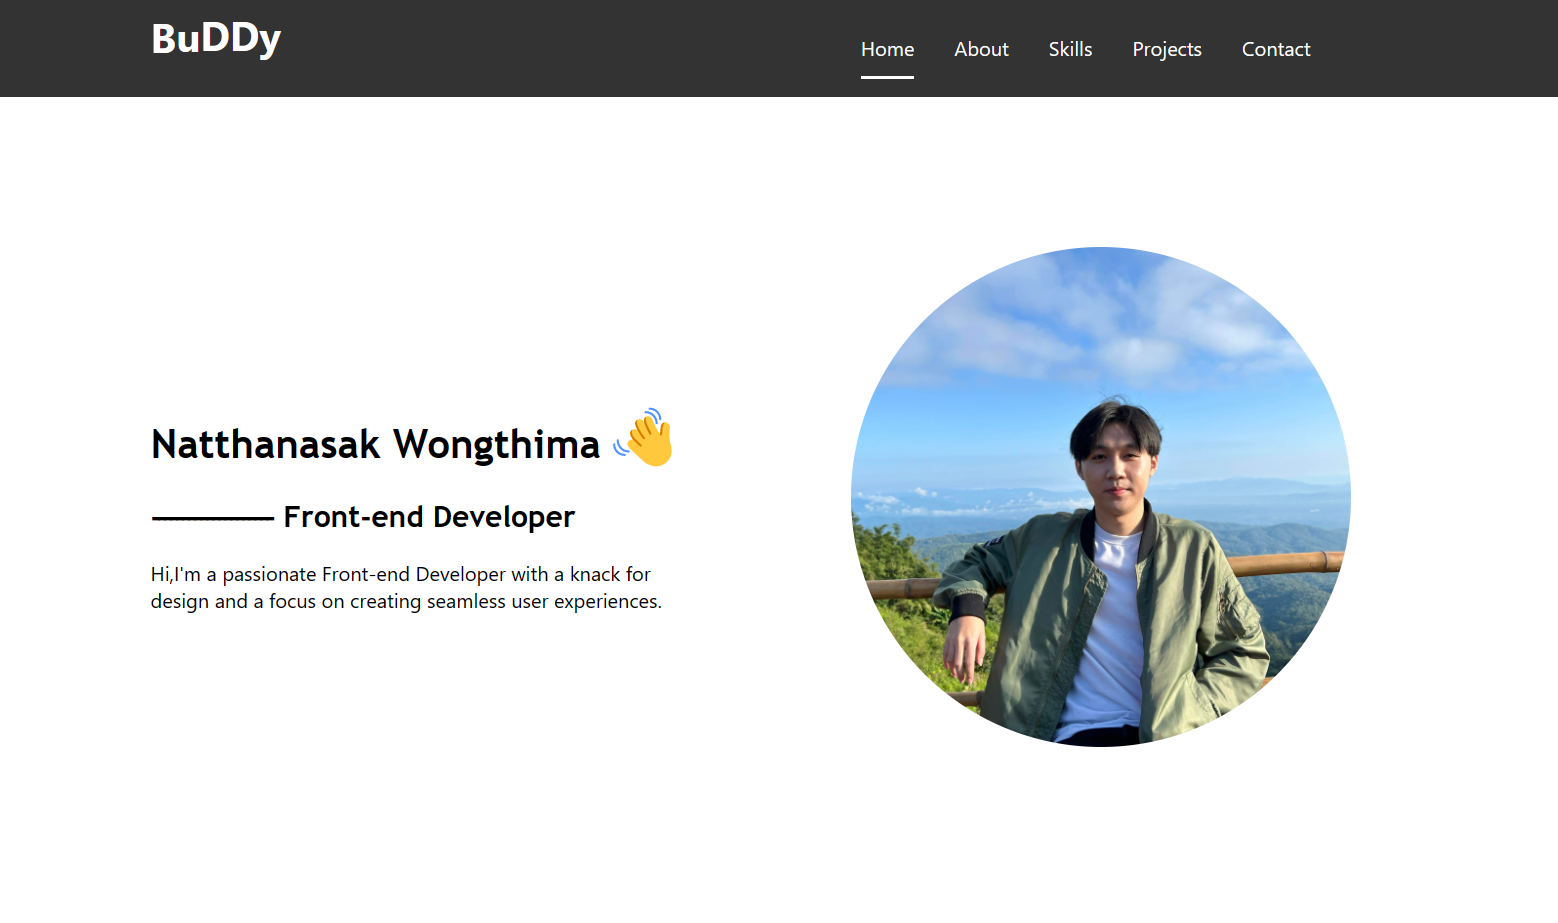 BuDDy
Home About Skills Projects Contact
Natthanasak Wongthima 👋
Front-end Developer
Hi,I'm a passionate Front-end Developer with a knack for
design and a focus on creating seamless user experiences.